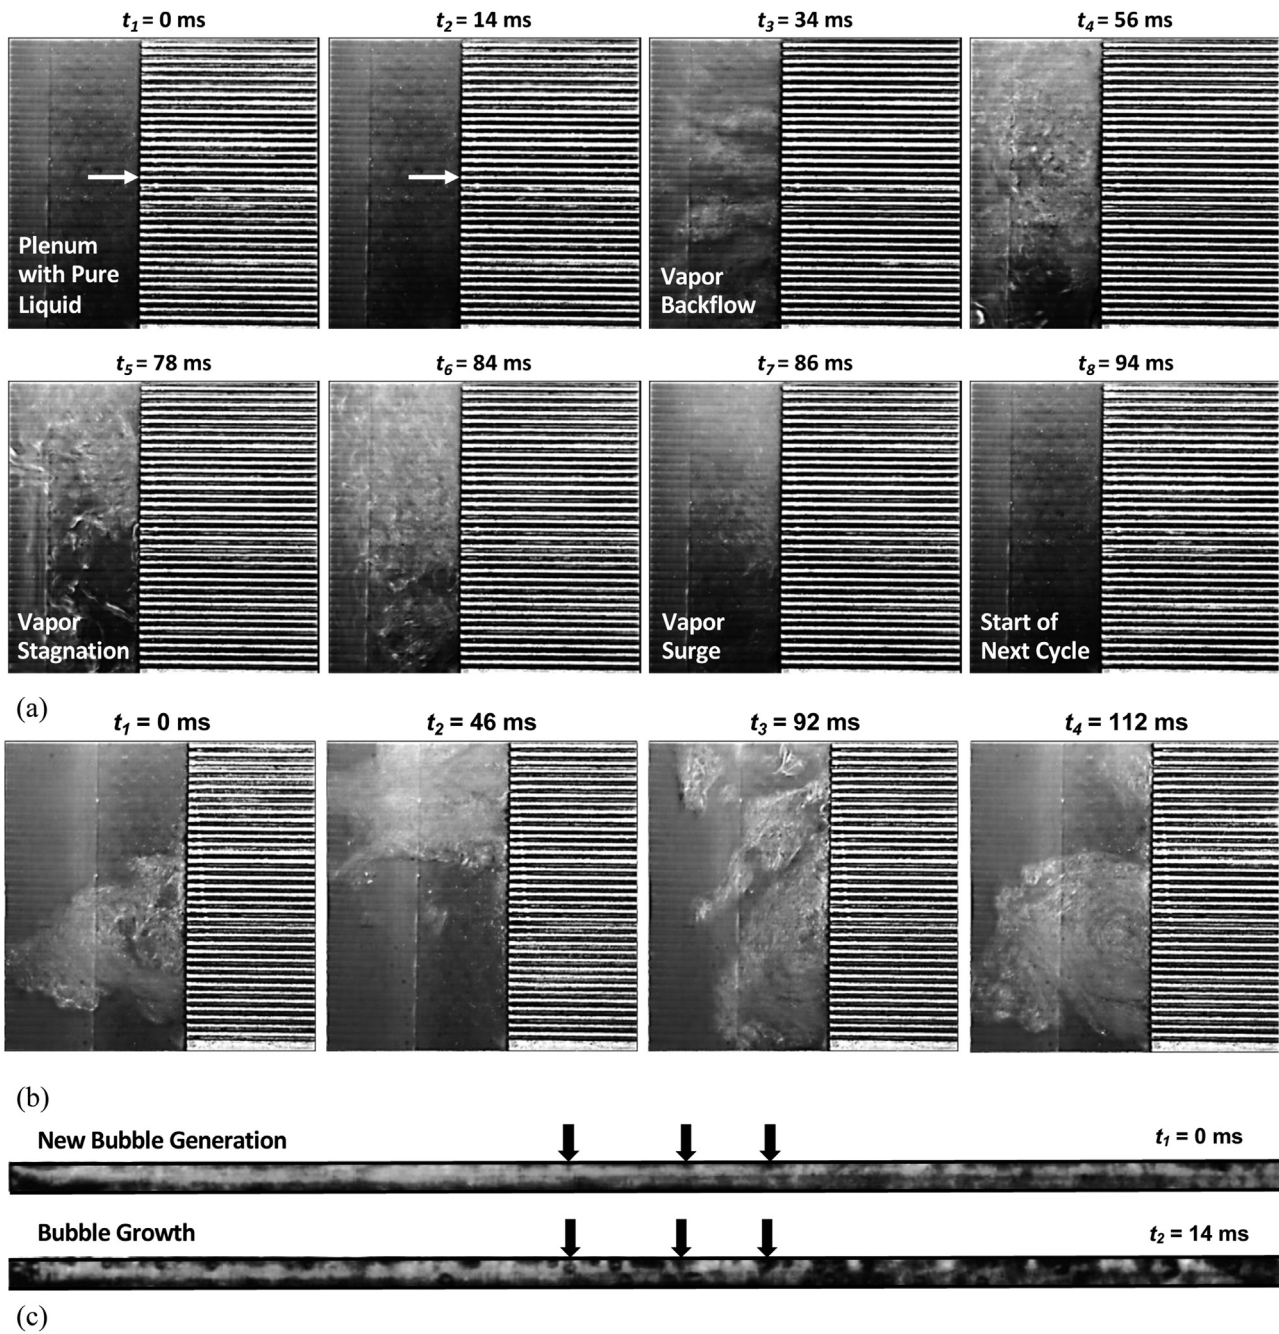 t1 = 0 ms
t2 = 14 ms
t3 = 34 ms
t4 = 56 ms
Plenum
with Pure
Liquid
Vapor
Backflow
t5 = 78 ms
t6 = 84 ms
t7 = 86 ms
t8 = 94 ms
Vapor
Stagnation
Vapor
Surge
Start of
Next Cycle
(a)
t1 = 0 ms
t2 = 46 ms
t3 = 92 ms
t4 = 112 ms
(b)
New Bubble Generation
t1 = 0 ms
Bubble Growth
t2 = 14 ms
(c)